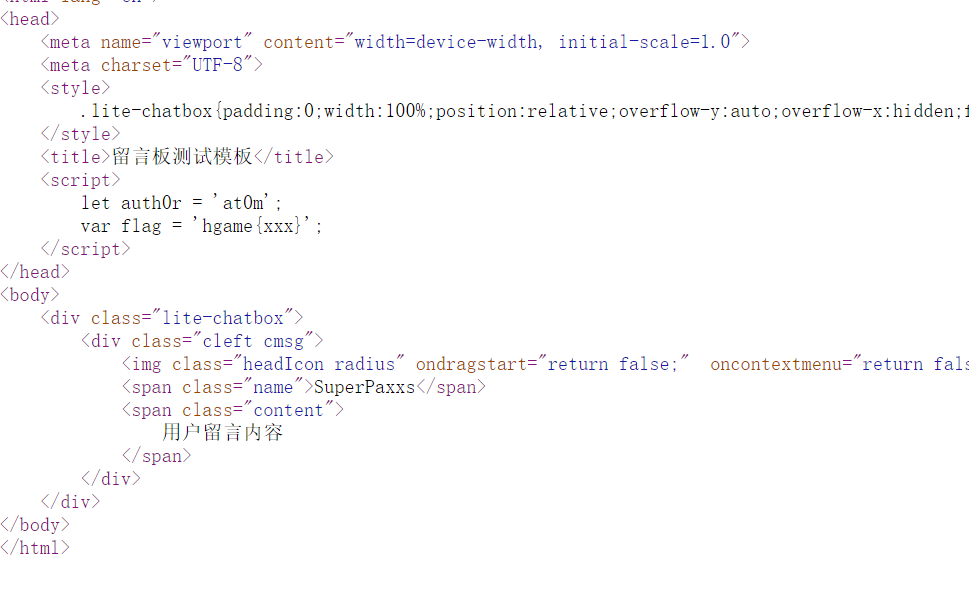 <head>
<meta name="viewport" content="width=device-width, initial-scale=1.0">
<meta charset="UTF-8">
<style>
.lite-chatbox{padding:0;width:100%;position:relative;overflow-y:auto;overflow-x:hidden;
</style>
<title>留言板测试模板</title>
<script>
let auth0r = 'at0m';
var flag = 'hgame{xxx}';
</script>
</head>
<body>
<div class="lite-chatbox">
<div class="cleft cmsg">
<img class="headIcon radius" ondragstart="return false;" oncontextmenu="return fals
<span class="name">SuperPaxxs</span>
<span class="content">
用户留言内容
</span>
</div>
</div>
</body>
</html>